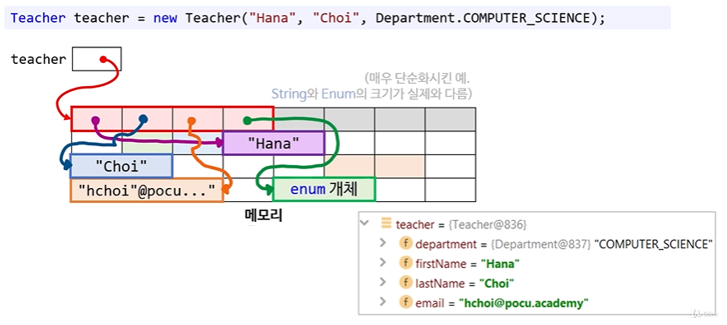 Teacher teacher = new Teacher("Hana", "Choi", Department.COMPUTER_SCIENCE);
teacher
(매우 단순화시킨 예.
String와 Enum의 크기가 실제와 다름)
"Hana"
"Choi"
"hchoi"@pocu..."
enum 개체
메모리
teacher = {Teacher@836}
f department = {Department@837} "COMPUTER_SCIENCE"
f firstName = "Hana"
f lastName = "Choi"
f email = "hchoi@pocu.academy"